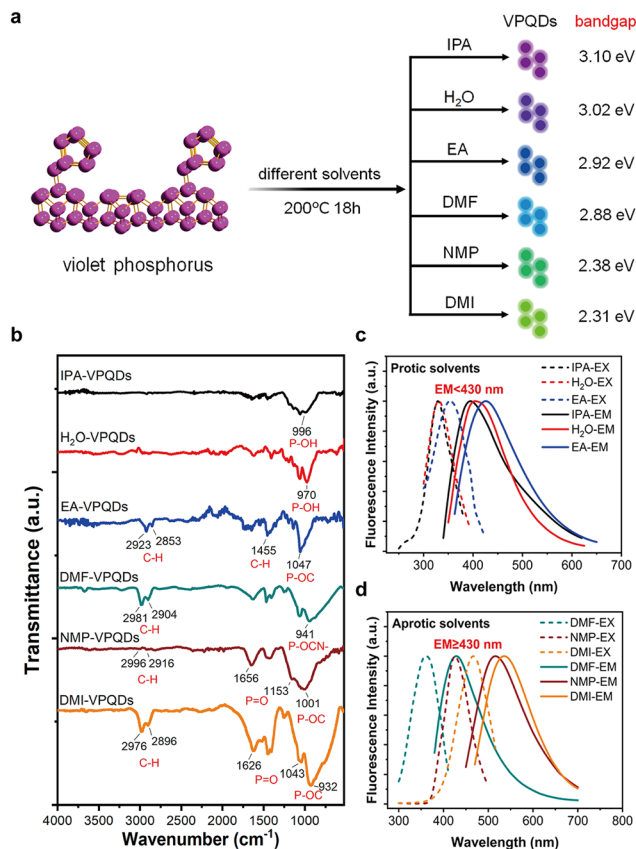 a
VPQDs bandgap
IPA 3.10 eV
H₂O 3.02 eV
EA 2.92 eV
different solvents
200°C 18h
DMF 2.88 eV
violet phosphorus
NMP 2.38 eV
DMI 2.31 eV
b
Transmittance (a.u.)
IPA-VPQDs
996
P-OH
H₂O-VPQDs
970
P-OH
EA-VPQDs
2923 2853 1455 1047
C-H C-H P-OC
DMF-VPQDs
2981 2904 941
C-H P-OCN-
NMP-VPQDs
2996 2916 1656 1153 1001
C-H P=O P-OC
DMI-VPQDs
2976 2896 1626 1043 932
C-H P=O P-OC
4000 3500 3000 2500 2000 1500 1000
Wavenumber (cm⁻¹)
c
Fluorescence Intensity (a.u.)
Protic solvents
EM<430 nm
IPA-EX
H₂O-EX
EA-EX
IPA-EM
H₂O-EM
EA-EM
300 400 500 600 700
Wavelength (nm)
d
Fluorescence Intensity (a.u.)
Aprotic solvents
EM≥430 nm
DMF-EX
NMP-EX
DMI-EX
DMF-EM
NMP-EM
DMI-EM
300 400 500 600 700
Wavelength (nm)